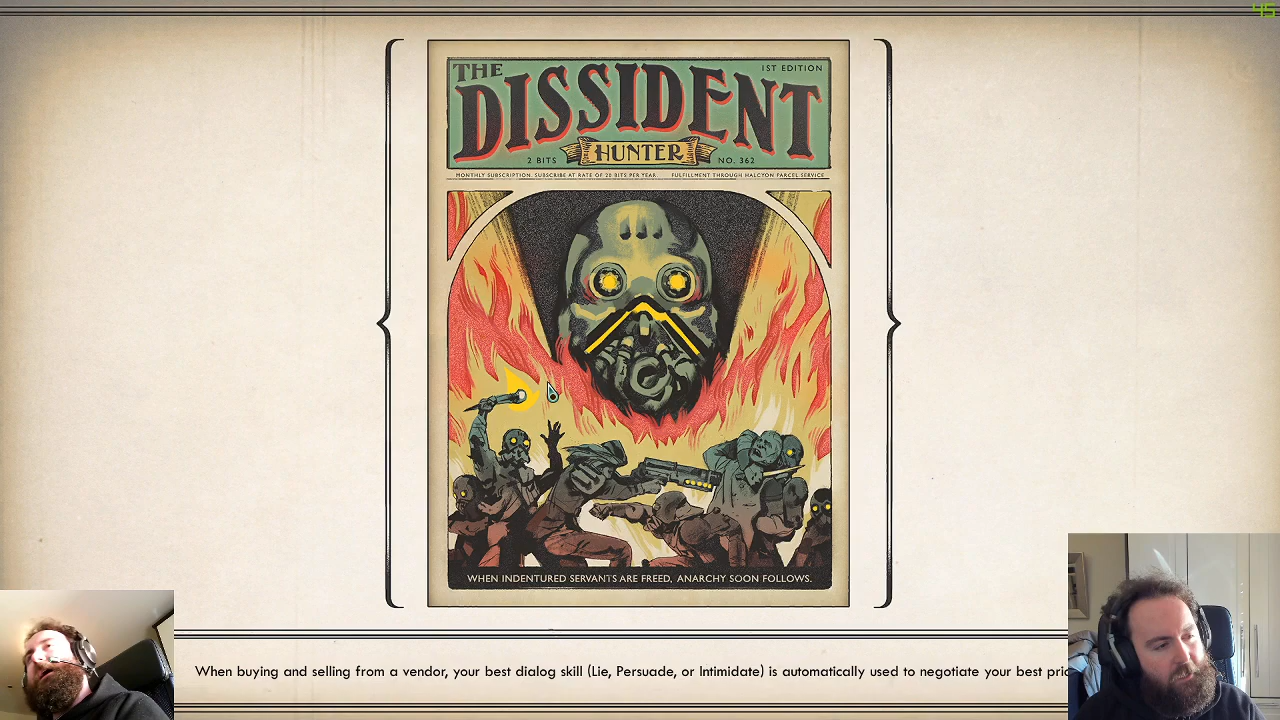 45
THE
1ST EDITION
DISSIDENT
2 BITS HUNTER NO. 362
MONTHLY SUBSCRIPTION. SUBSCRIBE AT RATE OF 20 BITS PER YEAR. FULFILLMENT THROUGH HALCYON PARCEL SERVICE
WHEN INDENTURED SERVANTS ARE FREED, ANARCHY SOON FOLLOWS.
When buying and selling from a vendor, your best dialog skill (Lie, Persuade, or Intimidate) is automatically used to negotiate your best pric